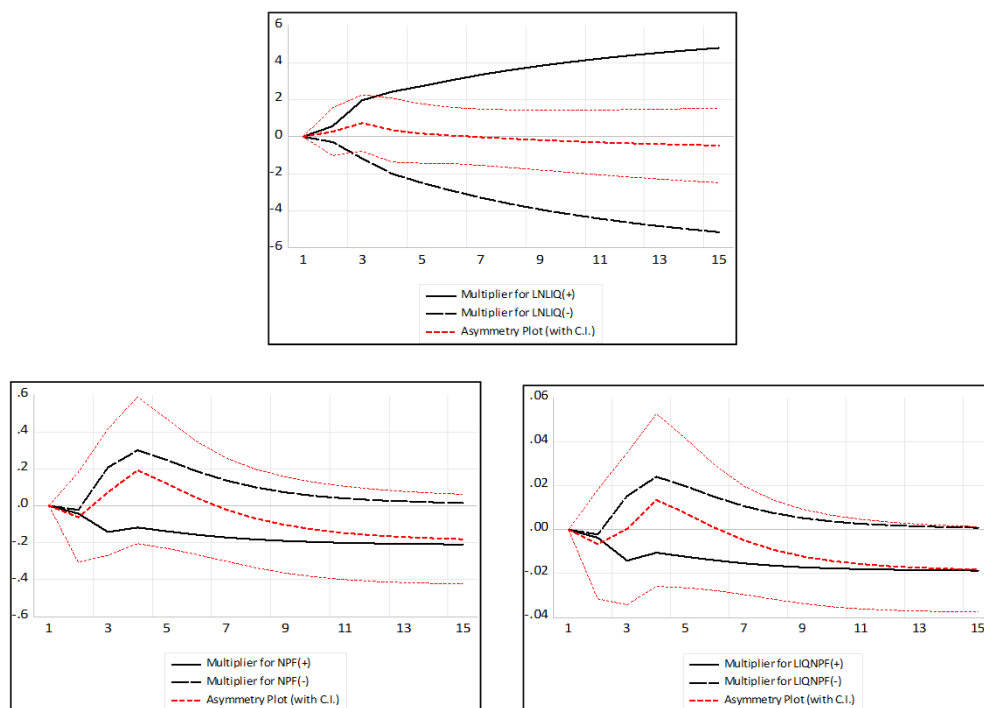 6
4
2
0
-2
-4
-6
1 3 5 7 9 11 13 15
Multiplier for LNLIQ(+)
Multiplier for LNLIQ(-)
Asymmetry Plot (with C.I.)
.6
.4
.2
.0
-.2
-.4
-.6
1 3 5 7 9 11 13 15
Multiplier for NPF(+)
Multiplier for NPF(-)
Asymmetry Plot (with C.I.)
.06
.04
.02
.00
-.02
-.04
1 3 5 7 9 11 13 15
Multiplier for LIQNPF(+)
Multiplier for LIQNPF(-)
Asymmetry Plot (with C.I.)